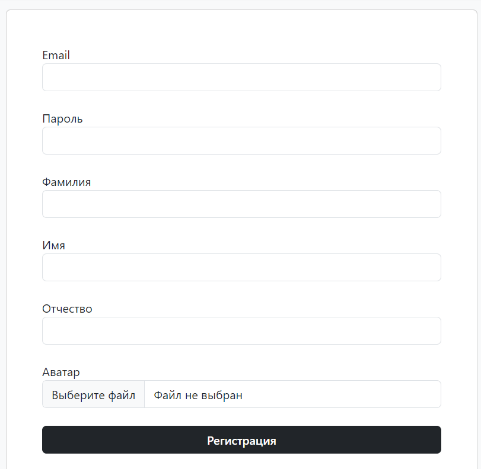 Email
Пароль
Фамилия
Имя
Отчество
Аватар
Выберите файл Файл не выбран
Регистрация